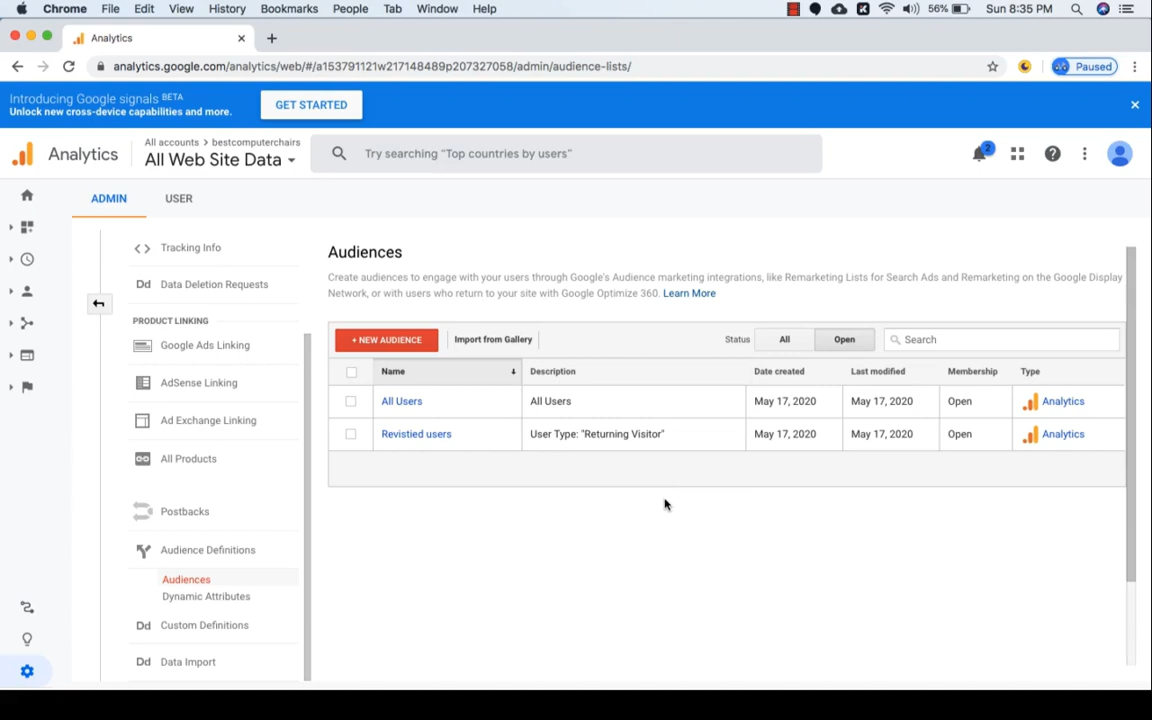 Chrome File Edit View History Bookmarks People Tab Window Help 56% Sun 8:35 PM
Analytics
analytics.google.com/analytics/web/#/a153791121w217148489p207327058/admin/audience-lists/ Paused
Introducing Google signals BETA
Unlock new cross-device capabilities and more.
GET STARTED
Analytics
All accounts > bestcomputerchairs
All Web Site Data
Try searching "Top countries by users"
2
ADMIN USER
Tracking Info
Dd Data Deletion Requests
PRODUCT LINKING
Google Ads Linking
AdSense Linking
Ad Exchange Linking
All Products
Postbacks
Audience Definitions
Audiences
Dynamic Attributes
Dd Custom Definitions
Dd Data Import
Audiences
Create audiences to engage with your users through Google's Audience marketing integrations, like Remarketing Lists for Search Ads and Remarketing on the Google Display
Network, or with users who return to your site with Google Optimize 360. Learn More
+ NEW AUDIENCE Import from Gallery Status All Open Search
Name Description Date created Last modified Membership Type
All Users All Users May 17, 2020 May 17, 2020 Open Analytics
Revistied users User Type: "Returning Visitor" May 17, 2020 May 17, 2020 Open Analytics